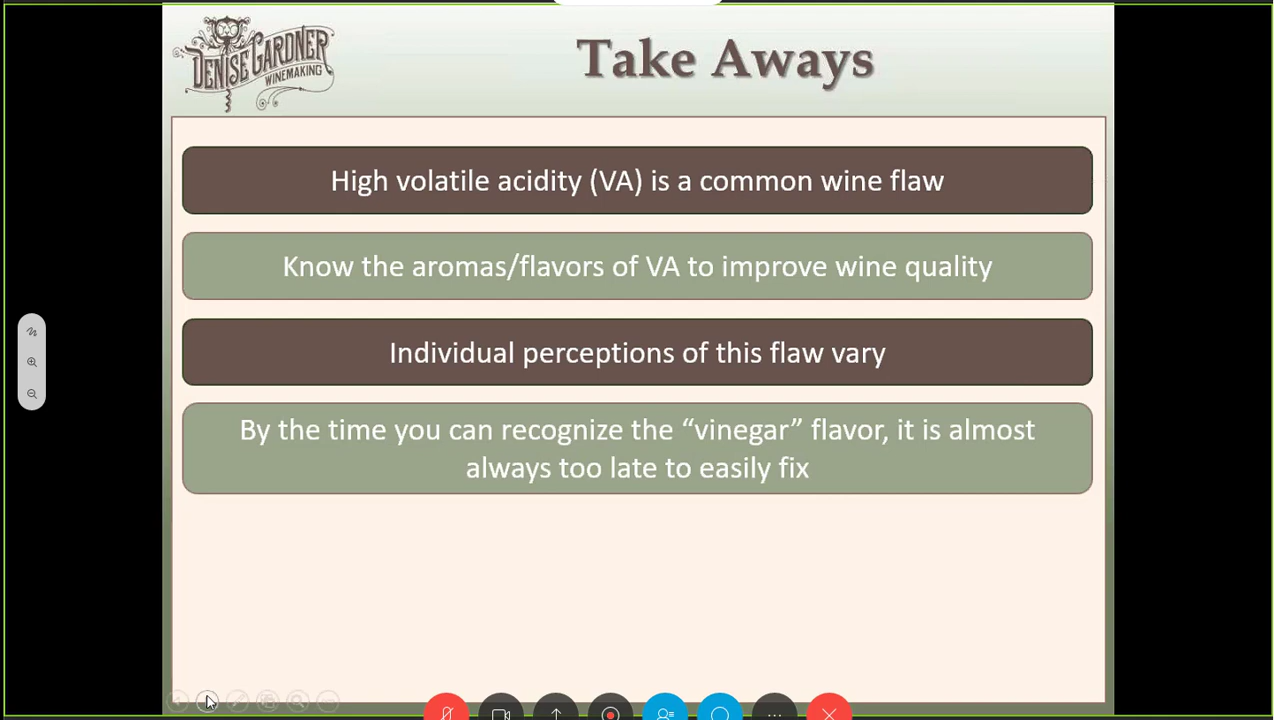 DENISE GARDNER
WINEMAKING
Take Aways
High volatile acidity (VA) is a common wine flaw
Know the aromas/flavors of VA to improve wine quality
Individual perceptions of this flaw vary
By the time you can recognize the “vinegar” flavor, it is almost
always too late to easily fix